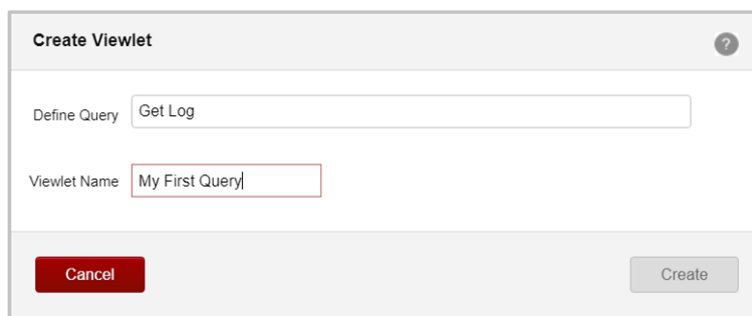 Create Viewlet
?
Define Query Get Log
Viewlet Name My First Query
Cancel Create